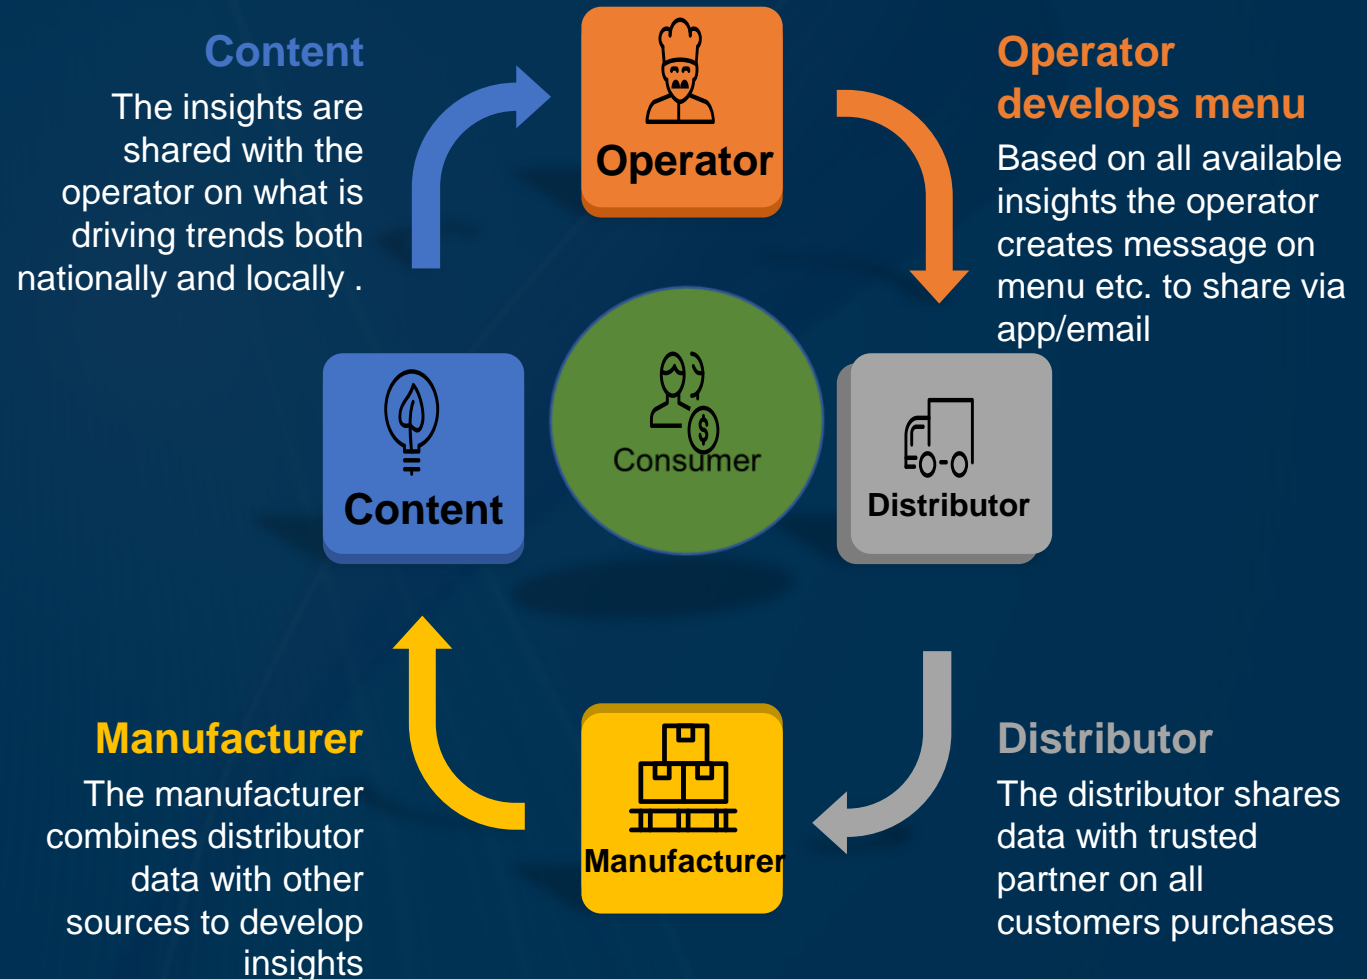 Content
The insights are
shared with the
operator on what is
driving trends both
nationally and locally .
Operator
Operator
develops menu
Based on all available
insights the operator
creates message on
menu etc. to share via
app/email
Content
$
Consumer
Distributor
Manufacturer
The manufacturer
combines distributor
data with other
sources to develop
insights
Manufacturer
Distributor
The distributor shares
data with trusted
partner on all
customers purchases